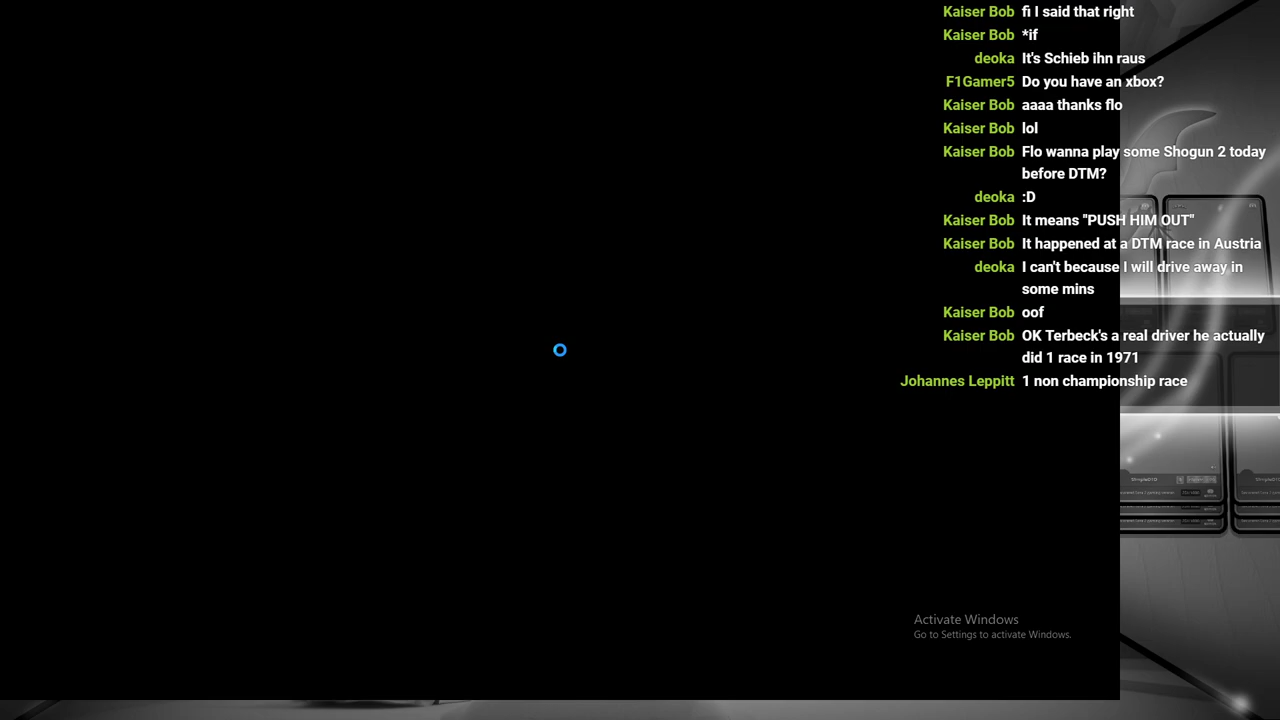 Kaiser Bob fi I said that right
Kaiser Bob *if
deoka It's Schieb ihn raus
F1Gamer5 Do you have an xbox?
Kaiser Bob aaaa thanks flo
Kaiser Bob lol
Kaiser Bob Flo wanna play some Shogun 2 today
before DTM?
deoka :D
Kaiser Bob It means "PUSH HIM OUT"
Kaiser Bob It happened at a DTM race in Austria
deoka I can't because I will drive away in
some mins
Kaiser Bob oof
Kaiser Bob OK Terbeck's a real driver he actually
did 1 race in 1971
Johannes Leppitt 1 non championship race
Activate Windows
Go to Settings to activate Windows.